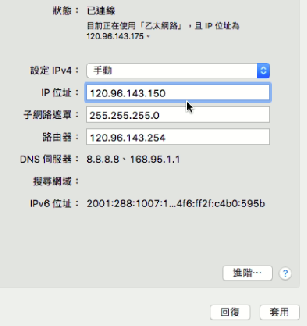 狀態： 已連線
目前正在使用「乙太網路」，且 IP 位址為
120.96.143.175。
設定 IPv4： 手動
IP 位址： 120.96.143.150
子網路遮罩： 255.255.255.0
路由器： 120.96.143.254
DNS 伺服器： 8.8.8.8、168.95.1.1
搜尋網域：
IPv6 位址： 2001:288:1007:1...4f6:ff2f:c4b0:595b
進階⋯ ?
回復 套用